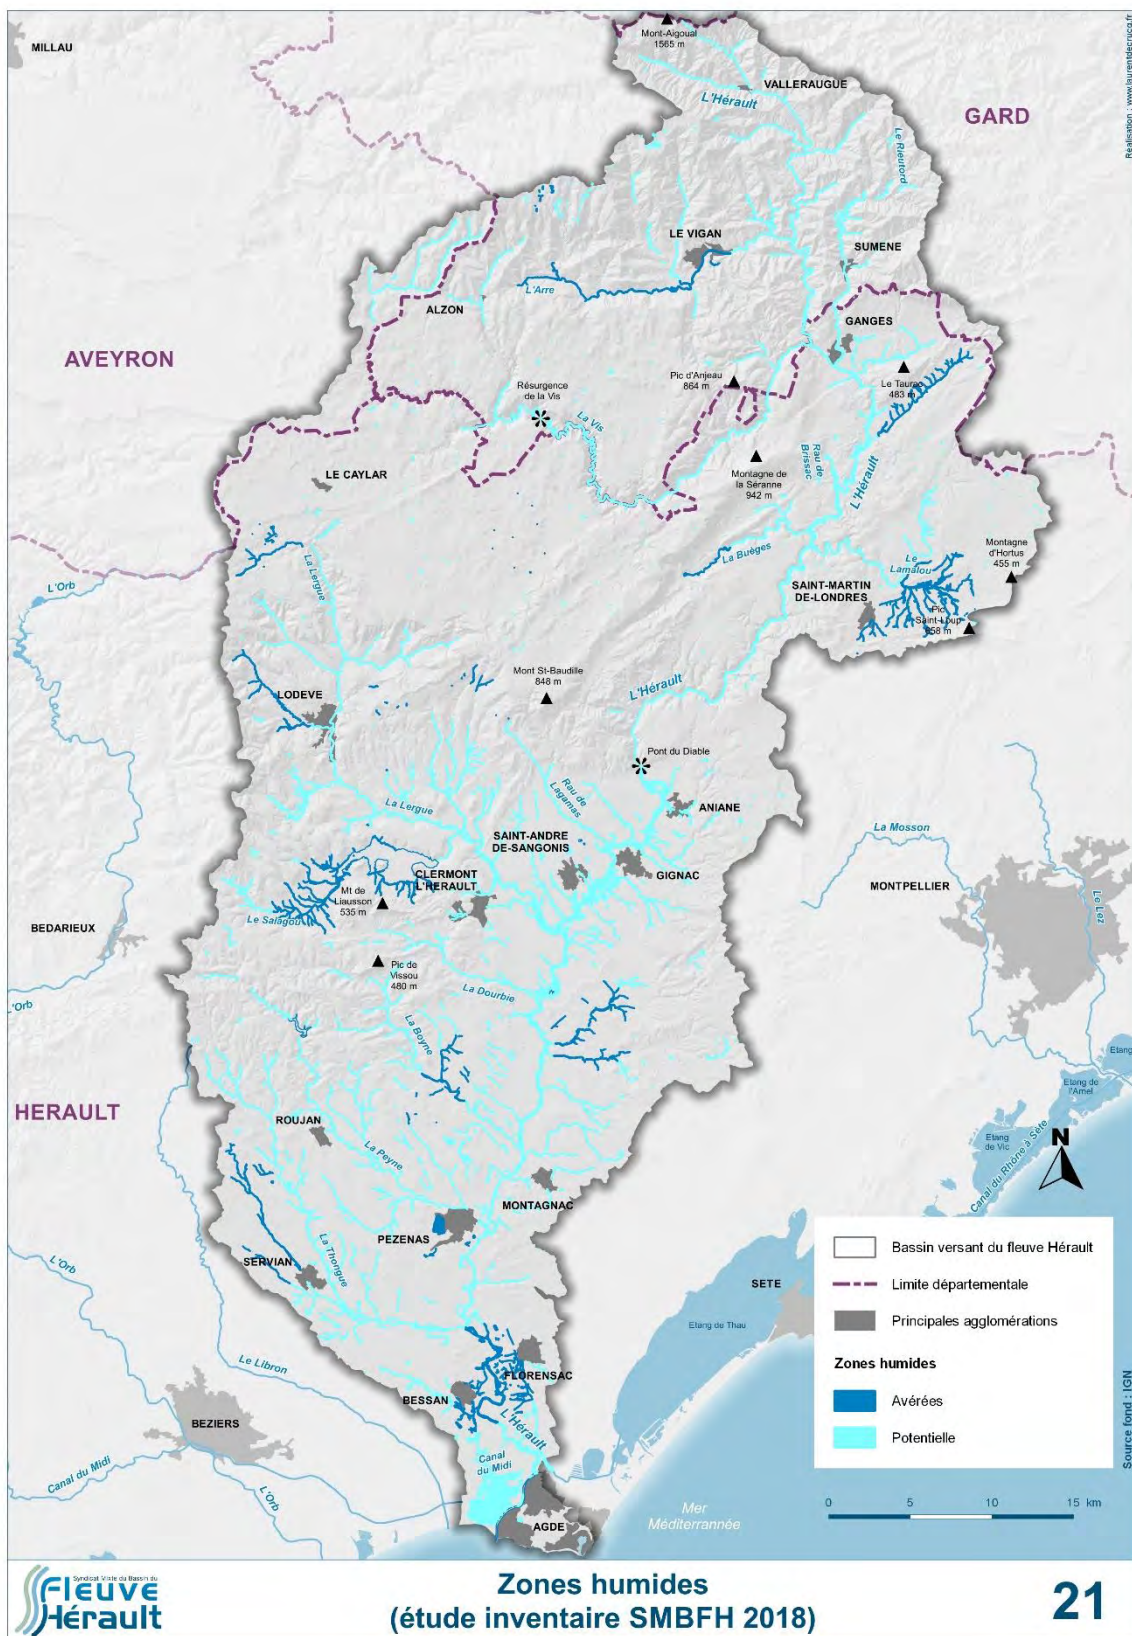 MILLAU
Mont-Aigoual
1565 m
VALLERAUGUE
L'Hérault
GARD
Réalisation : www.laurentdecrucq.fr
Le Rieutord
LE VIGAN
SUMENE
L'Arre
ALZON
GANGES
AVEYRON
Résurgence
de la Vis
Pic d'Anjeau
864 m
Le Taurac
483 m
La Vis
LE CAYLAR
Montagne de
la Séranne
942 m
Rau de
Brissac
L'Hérault
La Lergue
La Buèges
Le
Lamalou
Montagne
d'Hortus
455 m
L'Orb
SAINT-MARTIN
DE-LONDRES
Pic
Saint-Loup
658 m
Mont St-Baudille
848 m
L'Hérault
LODEVE
Pont du Diable
Rau de
Lagamas
La Lergue
ANIANE
SAINT-ANDRE
DE-SANGONIS
La Mosson
GIGNAC
CLERMONT
L'HERAULT
MONTPELLIER
Le Lez
Mt de
Liausson
535 m
Le Salagou
BEDARIEUX
Pic de
Vissou
480 m
La Dourbie
L'Orb
La Boyne
Etang
Etang de
l'Arnel
HERAULT
ROUJAN
Etang
de Vic
Canal du Rhône à Sète
N
La Peyne
MONTAGNAC
PEZENAS
La Thongue
SERVIAN
L'Orb
SETE
Etang de Thau
Le Libron
FLORENSAC
BESSAN
L'Hérault
BEZIERS
Canal
du Midi
Canal du Midi
L'Orb
Mer
Méditerrannée
AGDE
Bassin versant du fleuve Hérault
Limite départementale
Principales agglomérations
Zones humides
Avérées
Potentielle
Source fond : IGN
0 5 10 15 km
Syndicat Mixte du Bassin du
Fleuve
Hérault
Zones humides
(étude inventaire SMBFH 2018)
21